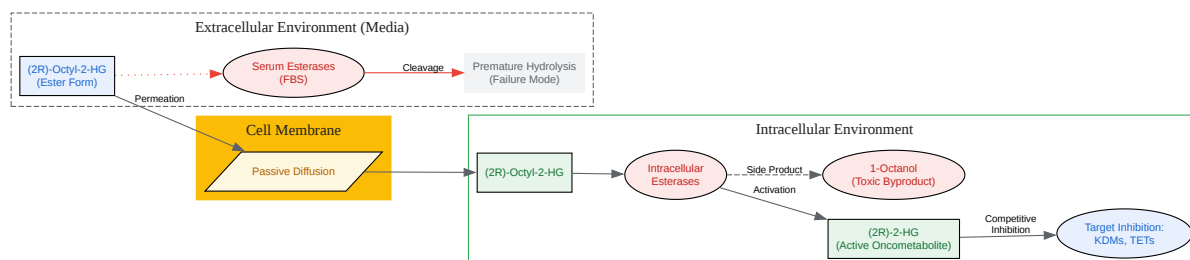 Extracellular Environment (Media)
(2R)-Octyl-2-HG
(Ester Form)
Serum Esterases
(FBS)
Cleavage
Premature Hydrolysis
(Failure Mode)
Permeation
Cell Membrane
Passive Diffusion
Intracellular Environment
(2R)-Octyl-2-HG
Intracellular
Esterases
Side Product
1-Octanol
(Toxic Byproduct)
Activation
(2R)-2-HG
(Active Oncometabolite)
Competitive
Inhibition
Target Inhibition:
KDMs, TETs